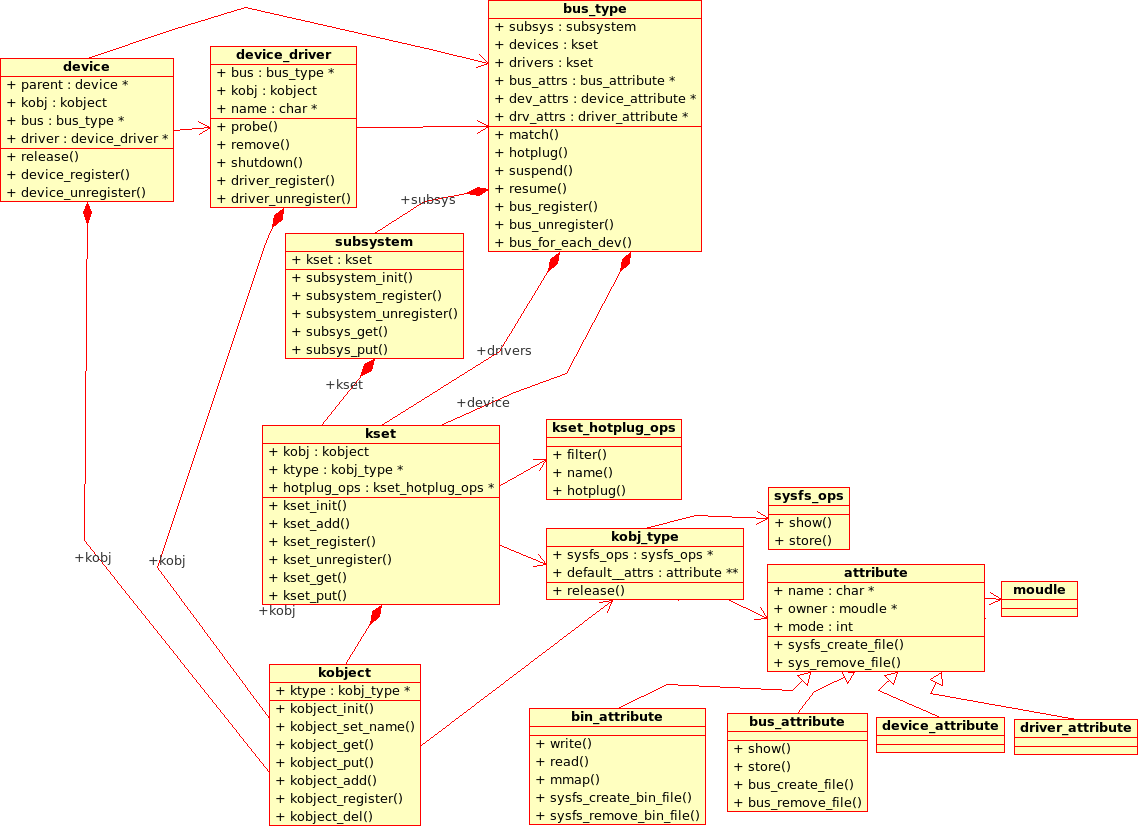 bus_type
+ subsys : subsystem
+ devices : kset
+ drivers : kset
+ bus_attrs : bus_attribute *
+ dev_attrs : device_attribute *
+ drv_attrs : driver_attribute *
+ match()
+ hotplug()
+ suspend()
+ resume()
+ bus_register()
+ bus_unregister()
+ bus_for_each_dev()
device
+ parent : device *
+ kobj : kobject
+ bus : bus_type *
+ driver : device_driver *
+ release()
+ device_register()
+ device_unregister()
device_driver
+ bus : bus_type *
+ kobj : kobject
+ name : char *
+ probe()
+ remove()
+ shutdown()
+ driver_register()
+ driver_unregister()
+subsys
subsystem
+ kset : kset
+ subsystem_init()
+ subsystem_register()
+ subsystem_unregister()
+ subsys_get()
+ subsys_put()
+drivers
+kset
+device
kset
+ kobj : kobject
+ ktype : kobj_type *
+ hotplug_ops : kset_hotplug_ops *
+ kset_init()
+ kset_add()
+ kset_register()
+ kset_unregister()
+ kset_get()
+ kset_put()
kset_hotplug_ops
+ filter()
+ name()
+ hotplug()
sysfs_ops
+ show()
+ store()
kobj_type
+ sysfs_ops : sysfs_ops *
+ default__attrs : attribute **
+ release()
attribute
+ name : char *
+ owner : moudle *
+ mode : int
+ sysfs_create_file()
+ sys_remove_file()
moudle
+kobj
+kobj
+kobj
kobject
+ ktype : kobj_type *
+ kobject_init()
+ kobject_set_name()
+ kobject_get()
+ kobject_put()
+ kobject_add()
+ kobject_register()
+ kobject_del()
bin_attribute
+ write()
+ read()
+ mmap()
+ sysfs_create_bin_file()
+ sysfs_remove_bin_file()
bus_attribute
+ show()
+ store()
+ bus_create_file()
+ bus_remove_file()
device_attribute
driver_attribute